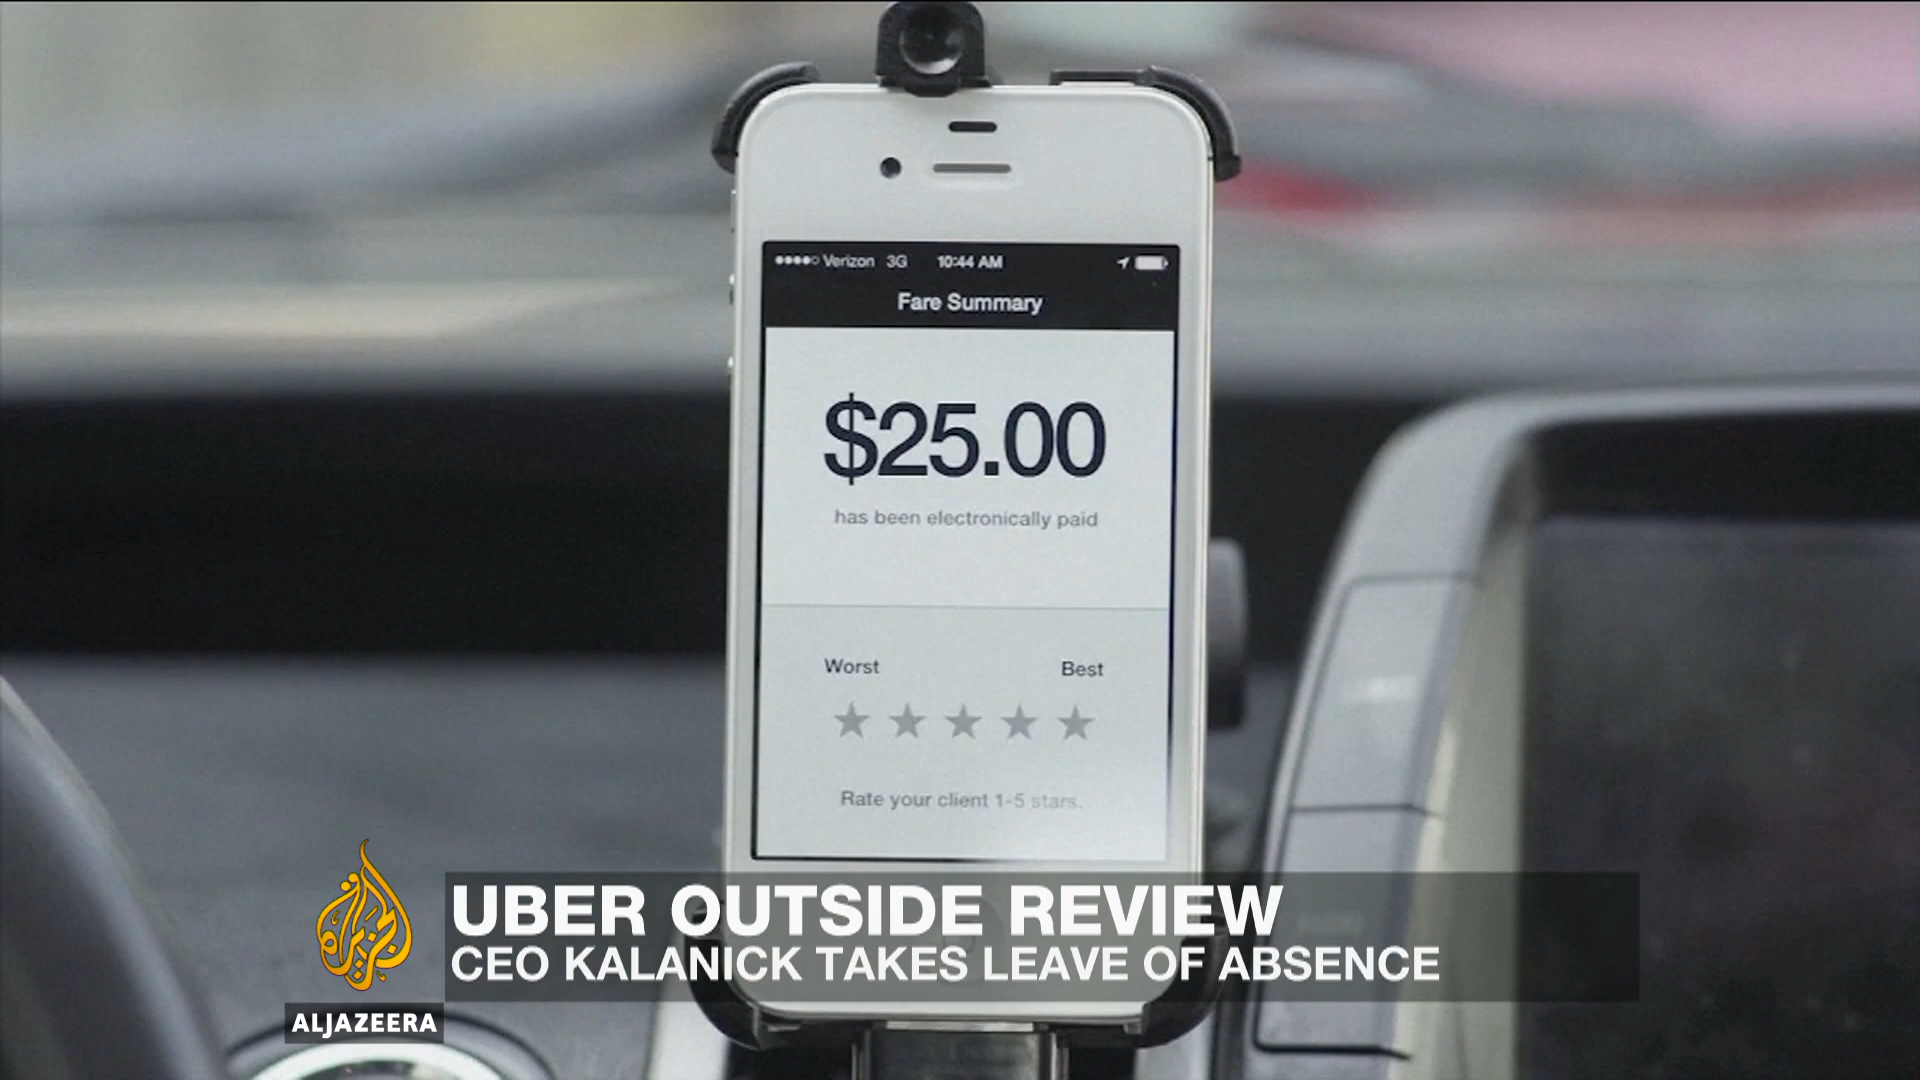 Verizon 3G 10:44 AM
Fare Summary
$25.00
has been electronically paid
Worst Best
Rate your client 1-5 stars.
UBER OUTSIDE REVIEW
CEO KALANICK TAKES LEAVE OF ABSENCE
الجزيرة
ALJAZEERA